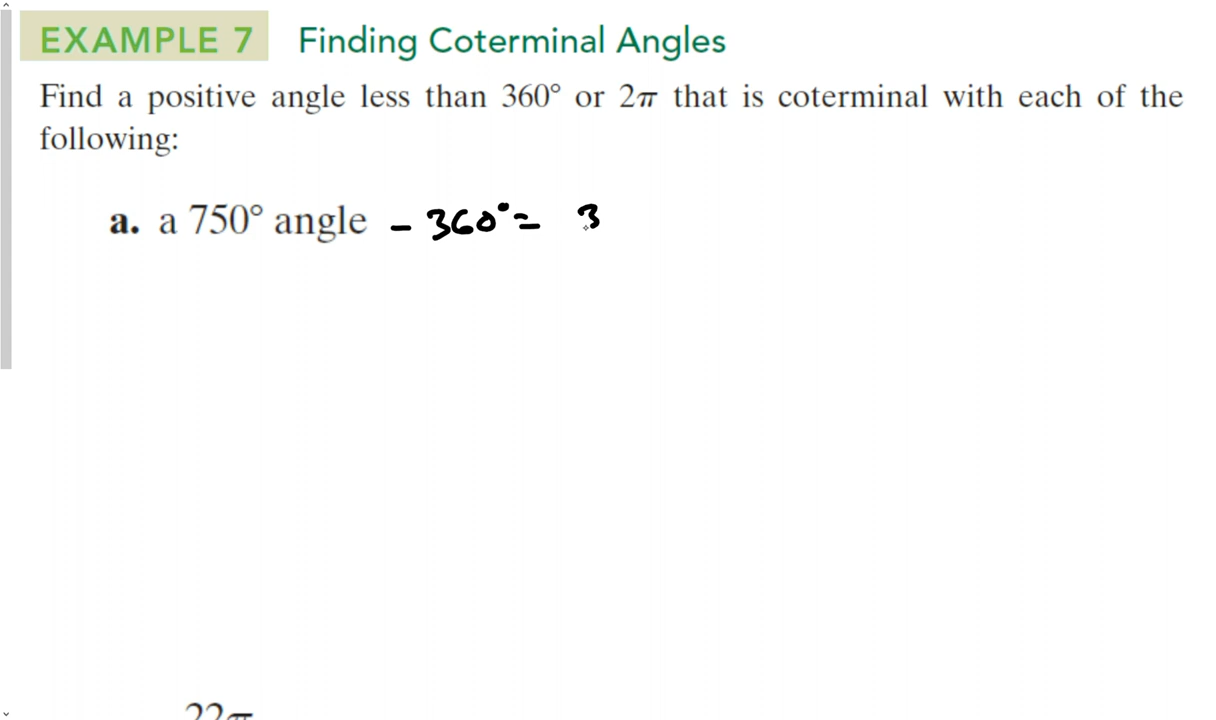 EXAMPLE 7 Finding Coterminal Angles
Find a positive angle less than 360° or 2π that is coterminal with each of the
following:
a. a 750° angle - 360° = 3
22π